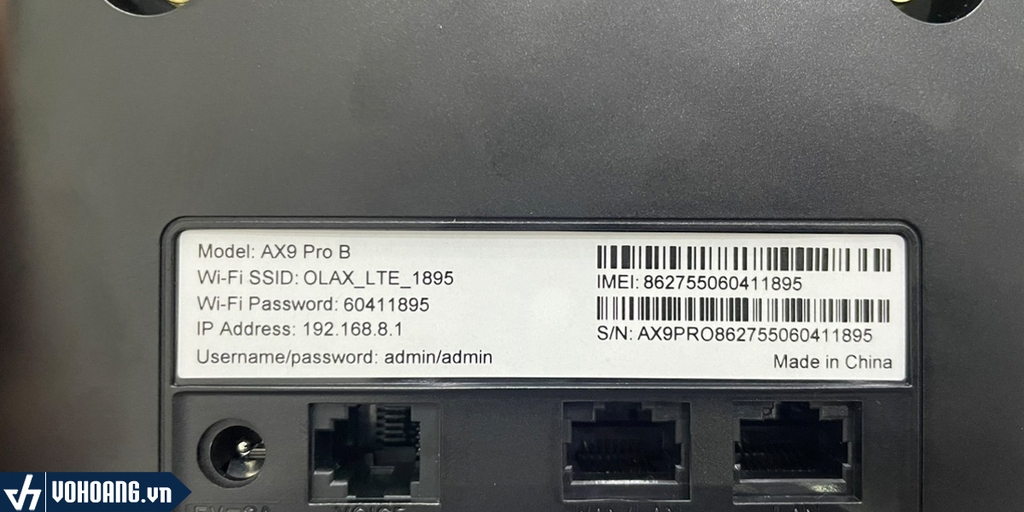 Model: AX9 Pro B
Wi-Fi SSID: OLAX_LTE_1895
Wi-Fi Password: 60411895
IP Address: 192.168.8.1
Username/password: admin/admin
IMEI: 862755060411895
S/N: AX9PRO862755060411895
Made in China
VOHOANG.vn